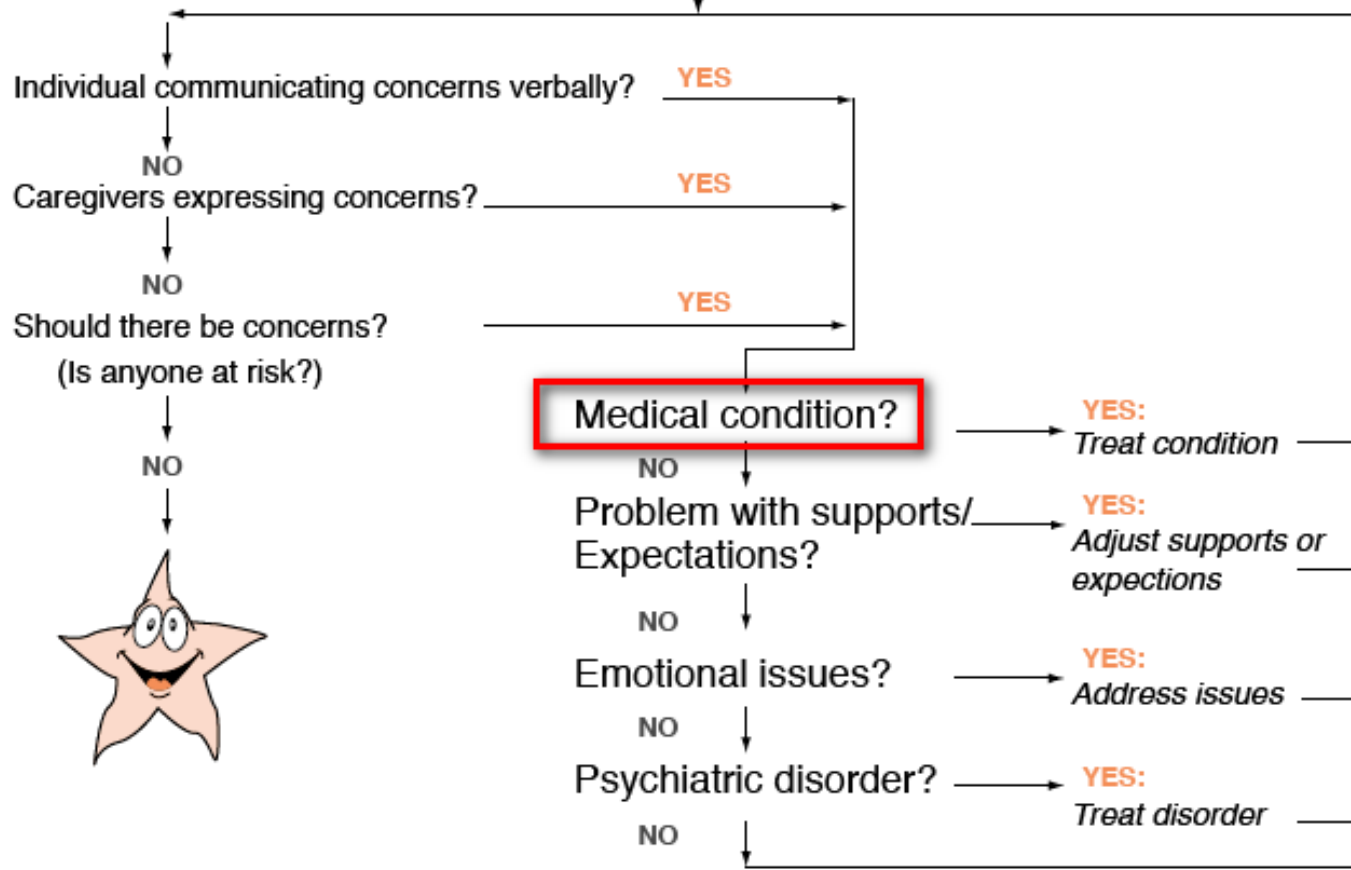 Individual communicating concerns verbally?
YES
NO
Caregivers expressing concerns?
YES
NO
Should there be concerns?
YES
(Is anyone at risk?)
NO
Medical condition?
YES:
Treat condition
NO
Problem with supports/
Expectations?
YES:
Adjust supports or
expections
NO
Emotional issues?
YES:
Address issues
NO
Psychiatric disorder?
YES:
Treat disorder
NO